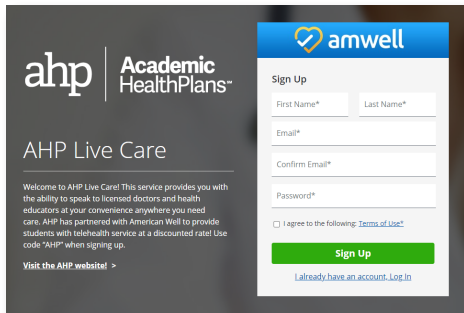 ahp
Academic
HealthPlans℠
AHP Live Care
Welcome to AHP Live Care! This service provides you with
the ability to speak to licensed doctors and health
educators at your convenience anywhere you need
care. AHP has partnered with American Well to provide
students with telehealth service at a discounted rate! Use
code "AHP" when signing up.
Visit the AHP website! >
amwell
Sign Up
First Name* Last Name*
Email*
Confirm Email*
Password*
I agree to the following: Terms of Use*
Sign Up
I already have an account, Log In